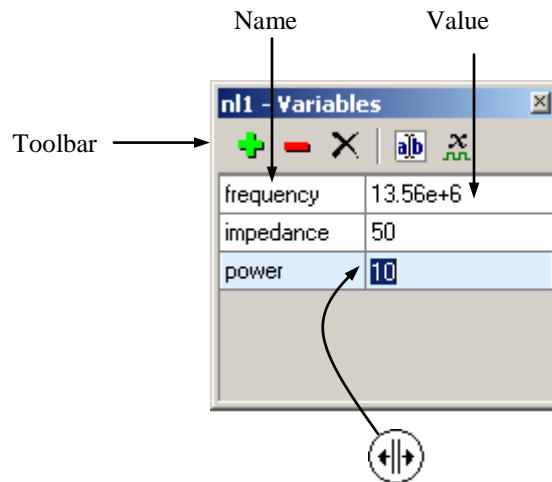 Name Value
nl1 - Variables
Toolbar
a b x
frequency 13.56e+6
impedance 50
power 10